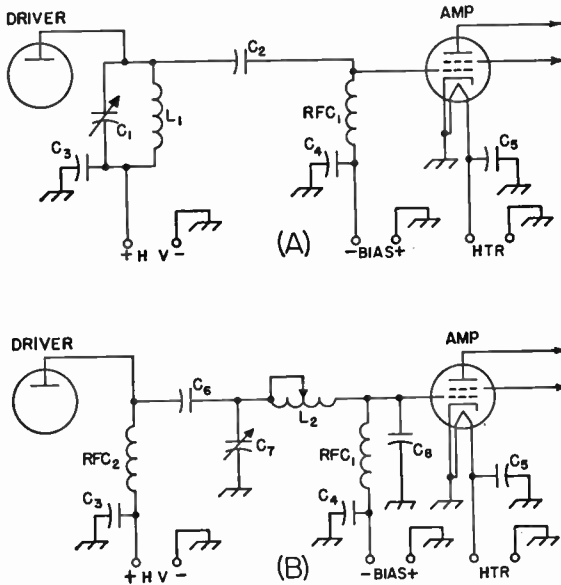 DRIVER
AMP
C2
C1
L1
RFC1
C3
C4
C5
+ H V -
(A)
- BIAS +
HTR
DRIVER
AMP
C6
L2
RFC2
C7
RFC1
C8
C3
C4
C5
+ H V -
(B)
- BIAS +
HTR